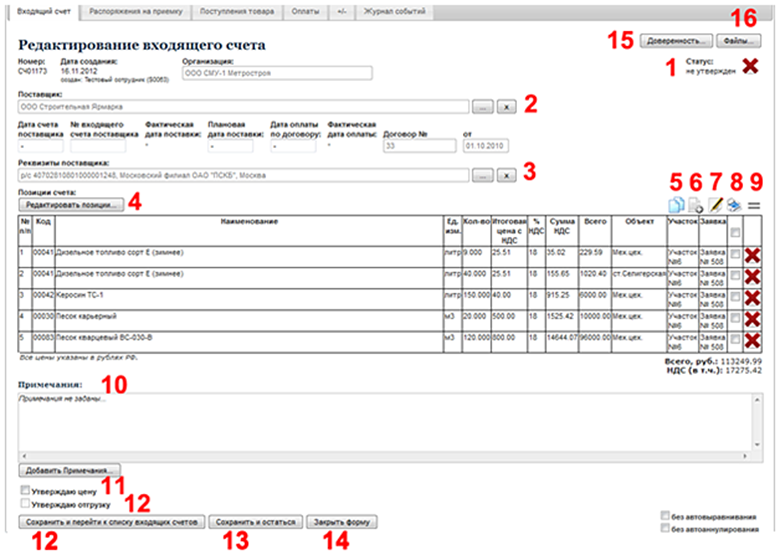 Входящий счет Распоряжения на приемку Поступления товара Оплаты +/- Журнал событий
16
Редактирование входящего счета 15 Доверенность... Файлы...
Номер: Дата создания: Организация: Статус:
СЧ01173 16.11.2012 ООО СМУ-1 Метростроя 1 не утвержден
создан: Тестовый сотрудник (S0063)
Поставщик:
ООО Строительная Ярмарка ... x 2
Дата счета № входящего Фактическая Плановая Дата оплаты Фактическая
поставщика счета поставщика дата поставки: дата поставки: по договору: дата оплаты: Договор № от
- - - - 33 01.10.2010
Реквизиты поставщика:
р/с 40702810801000001248, Московский филиал ОАО "ПСКБ", Москва ... x 3
Позиции счета:
Редактировать позиции... 4 5 6 7 8 9
№ п/п Код Наименование Ед. изм. Кол-во Итоговая цена с НДС % НДС Сумма НДС Всего Объект Участок Заявка
1 00041 Дизельное топливо сорт Е (зимнее) литр 9.000 25.51 18 35.02 229.59 Мех.цех. Участок №6 Заявка № 508
2 00041 Дизельное топливо сорт Е (зимнее) литр 40.000 25.51 18 155.65 1020.40 ст Селигерская Участок №6 Заявка № 508
3 00042 Керосин ТС-1 литр 150.000 40.00 18 915.25 6000.00 Мех.цех. Участок №6 Заявка № 508
4 00030 Песок карьерный м3 20.000 500.00 18 1525.42 10000.00 Мех.цех. Участок №6 Заявка № 508
5 00083 Песок кварцевый ВС-030-В м3 120.000 800.00 18 14644.07 96000.00 Мех.цех. Участок №6 Заявка № 508
Все цены указаны в рублях РФ.
Всего, руб.: 113249.99
НДС (в т.ч.): 17275.42
Примечания: 10
Примечания не заданы...
Добавить Примечания...
11
Утверждаю цену
Утверждаю отгрузку 12
Сохранить и перейти к списку входящих счетов Сохранить и остаться Закрыть форму
без автовыравнивания
без автоаннулирования
12 13 14